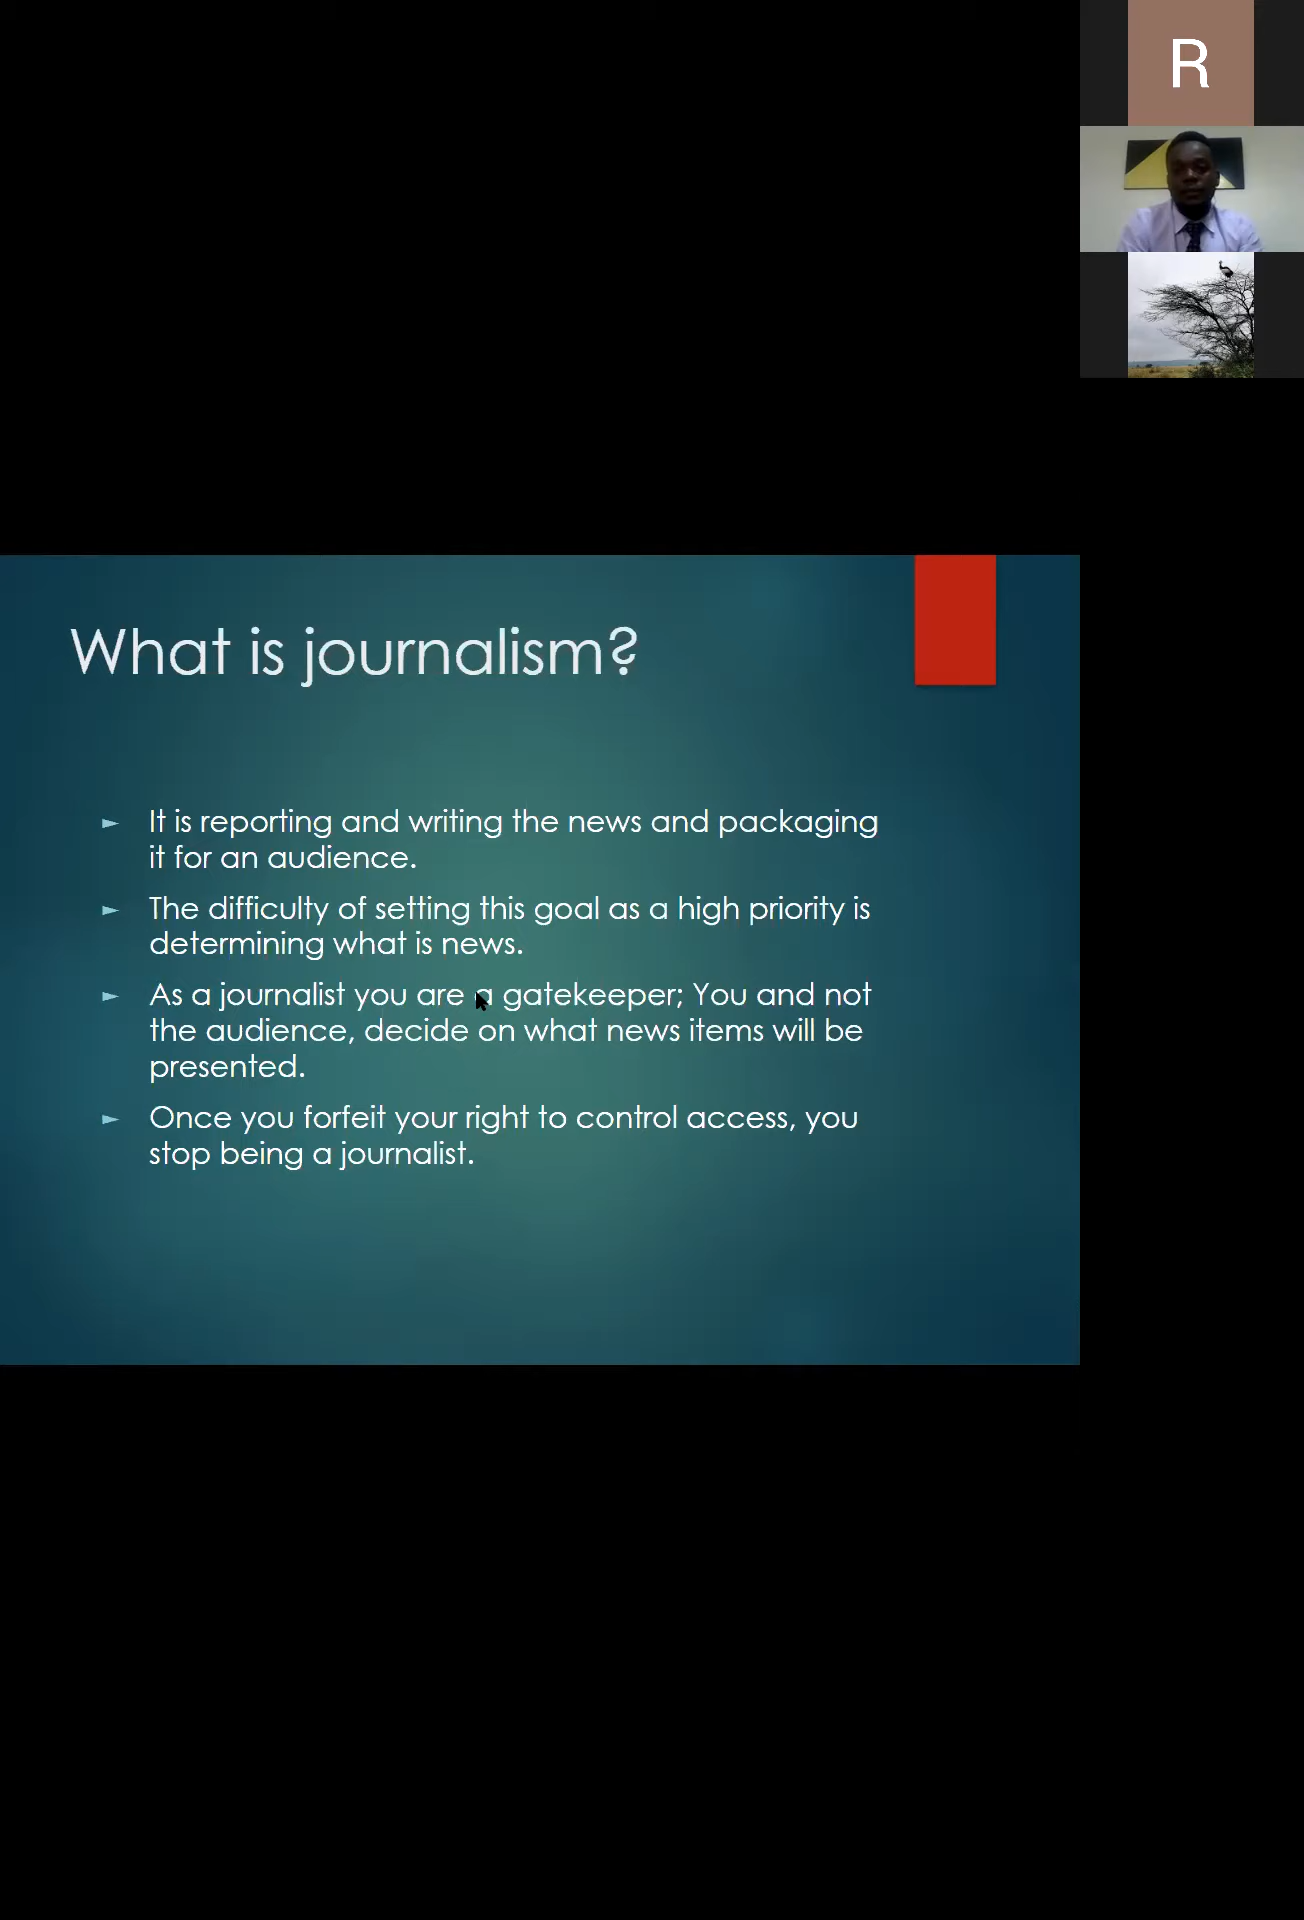 R
What is journalism?
► It is reporting and writing the news and packaging
it for an audience.
► The difficulty of setting this goal as a high priority is
determining what is news.
► As a journalist you are a gatekeeper; You and not
the audience, decide on what news items will be
presented.
► Once you forfeit your right to control access, you
stop being a journalist.